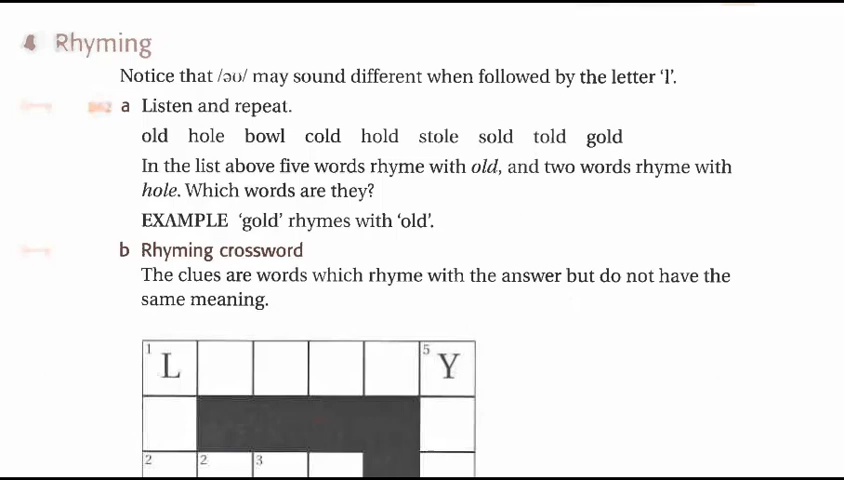 4 Rhyming
Notice that /əʊ/ may sound different when followed by the letter 'l'.
a Listen and repeat.
old hole bowl cold hold stole sold told gold
In the list above five words rhyme with old, and two words rhyme with
hole. Which words are they?
EXAMPLE 'gold' rhymes with 'old'.
b Rhyming crossword
The clues are words which rhyme with the answer but do not have the
same meaning.
1 L 5 Y
2 2 3